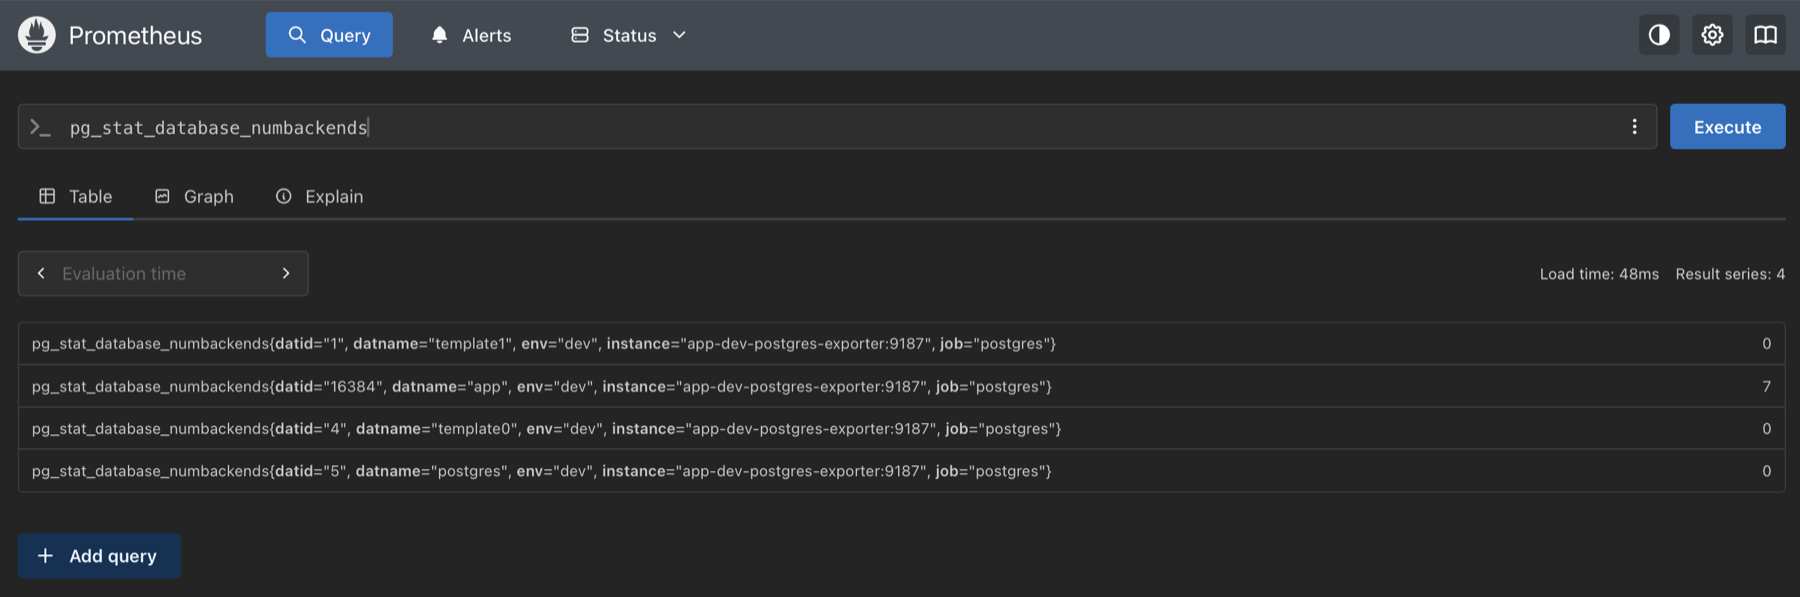 Prometheus Query Alerts Status
>_ pg_stat_database_numbackends Execute
Table Graph Explain
Evaluation time Load time: 48ms Result series: 4
pg_stat_database_numbackends{datid="1", datname="template1", env="dev", instance="app-dev-postgres-exporter:9187", job="postgres"} 0
pg_stat_database_numbackends{datid="16384", datname="app", env="dev", instance="app-dev-postgres-exporter:9187", job="postgres"} 7
pg_stat_database_numbackends{datid="4", datname="template0", env="dev", instance="app-dev-postgres-exporter:9187", job="postgres"} 0
pg_stat_database_numbackends{datid="5", datname="postgres", env="dev", instance="app-dev-postgres-exporter:9187", job="postgres"} 0
+ Add query